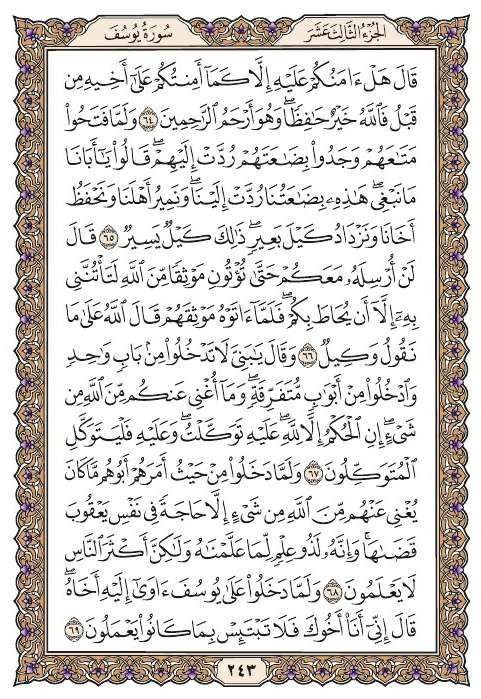 الجزء الثالث عشر
سورة يوسف
قَالَ هَلْ ءَامَنُكُمْ عَلَيْهِ إِلَّا كَمَآ أَمِنتُكُمْ عَلَىٰٓ أَخِيهِ مِن
قَبْلُ فَٱللَّهُ خَيْرٌ حَٰفِظًا ۖ وَهُوَ أَرْحَمُ ٱلرَّٰحِمِينَ ٦٤ وَلَمَّا فَتَحُوا۟
مَتَٰعَهُمْ وَجَدُوا۟ بِضَٰعَتَهُمْ رُدَّتْ إِلَيْهِمْ ۖ قَالُوا۟ يَٰٓأَبَانَا
مَا نَبْغِى ۖ هَٰذِهِۦ بِضَٰعَتُنَا رُدَّتْ إِلَيْنَا ۖ وَنَمِيرُ أَهْلَنَا وَنَحْفَظُ
أَخَانَا وَنَزْدَادُ كَيْلَ بَعِيرٍ ۖ ذَٰلِكَ كَيْلٌ يَسِيرٌ ٦٥ قَالَ
لَنْ أُرْسِلَهُۥ مَعَكُمْ حَتَّىٰ تُؤْتُونِ مَوْثِقًا مِّنَ ٱللَّهِ لَتَأْتُنَّنِى
بِهِۦٓ إِلَّآ أَن يُحَاطَ بِكُمْ ۖ فَلَمَّآ ءَاتَوْهُ مَوْثِقَهُمْ قَالَ ٱللَّهُ عَلَىٰ مَا
نَقُولُ وَكِيلٌ ٦٦ وَقَالَ يَٰبَنِىَّ لَا تَدْخُلُوا۟ مِنۢ بَابٍ وَٰحِدٍ
وَٱدْخُلُوا۟ مِنْ أَبْوَٰبٍ مُّتَفَرِّقَةٍ ۖ وَمَآ أُغْنِى عَنكُم مِّنَ ٱللَّهِ مِن
شَىْءٍ ۖ إِنِ ٱلْحُكْمُ إِلَّا لِلَّهِ ۖ عَلَيْهِ تَوَكَّلْتُ ۖ وَعَلَيْهِ فَلْيَتَوَكَّلِ
ٱلْمُتَوَكِّلُونَ ٦٧ وَلَمَّا دَخَلُوا۟ مِنْ حَيْثُ أَمَرَهُمْ أَبُوهُم مَّا كَانَ
يُغْنِى عَنْهُم مِّنَ ٱللَّهِ مِن شَىْءٍ إِلَّا حَاجَةً فِى نَفْسِ يَعْقُوبَ
قَضَىٰهَا ۚ وَإِنَّهُۥ لَذُو عِلْمٍ لِّمَا عَلَّمْنَٰهُ وَلَٰكِنَّ أَكْثَرَ ٱلنَّاسِ
لَا يَعْلَمُونَ ٦٨ وَلَمَّا دَخَلُوا۟ عَلَىٰ يُوسُفَ ءَاوَىٰٓ إِلَيْهِ أَخَاهُ ۖ
قَالَ إِنِّىٓ أَنَا۠ أَخُوكَ فَلَا تَبْتَئِسْ بِمَا كَانُوا۟ يَعْمَلُونَ ٦٩
٢٤٣